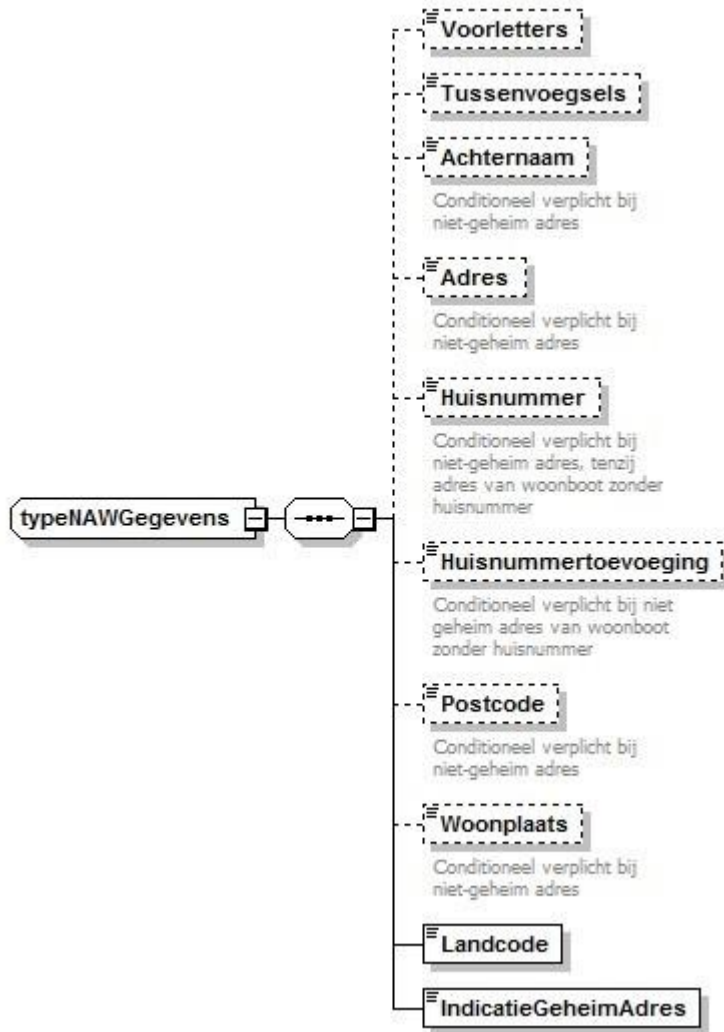 Voorletters
Tussenvoegsels
Achternaam
Conditioneel verplicht bij
niet-geheim adres
Adres
Conditioneel verplicht bij
niet-geheim adres
Huisnummer
Conditioneel verplicht bij
niet-geheim adres, tenzij
adres van woonboot zonder
huisnummer
typeNAWGegevens
Huisnummertoevoeging
Conditioneel verplicht bij niet
geheim adres van woonboot
zonder huisnummer
Postcode
Conditioneel verplicht bij
niet-geheim adres
Woonplaats
Conditioneel verplicht bij
niet-geheim adres
Landcode
IndicatieGeheimAdres